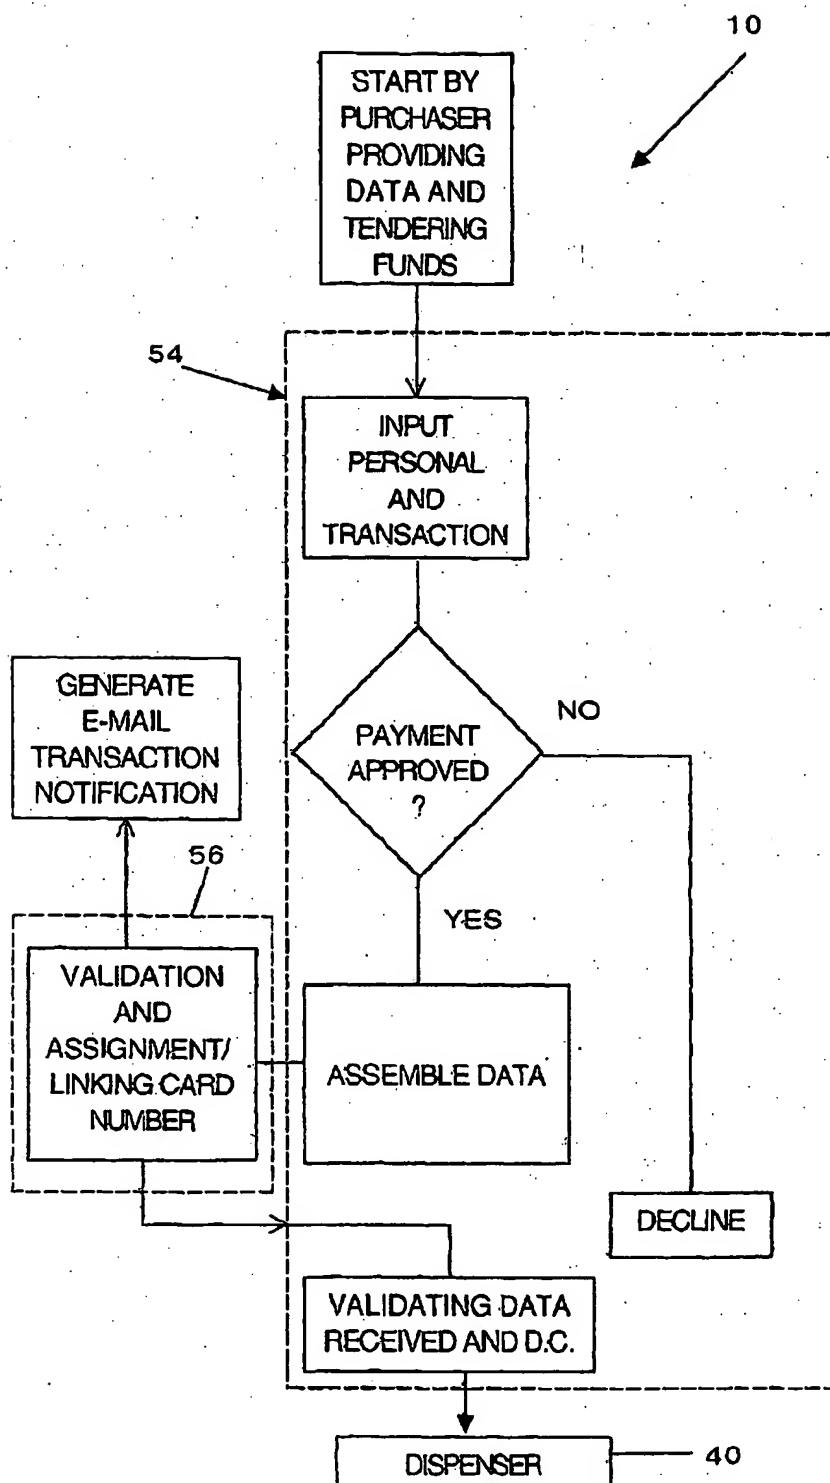 10
START BY
PURCHASER
PROVIDING
DATA AND
TENDERING
FUNDS
54
INPUT
PERSONAL
AND
TRANSACTION
GENERATE
E-MAIL
TRANSACTION
NOTIFICATION
PAYMENT
APPROVED
?
NO
56
YES
VALIDATION
AND
ASSIGNMENT/
LINKING CARD
NUMBER
ASSEMBLE DATA
DECLINE
VALIDATING DATA
RECEIVED AND D.C.
DISPENSER
40